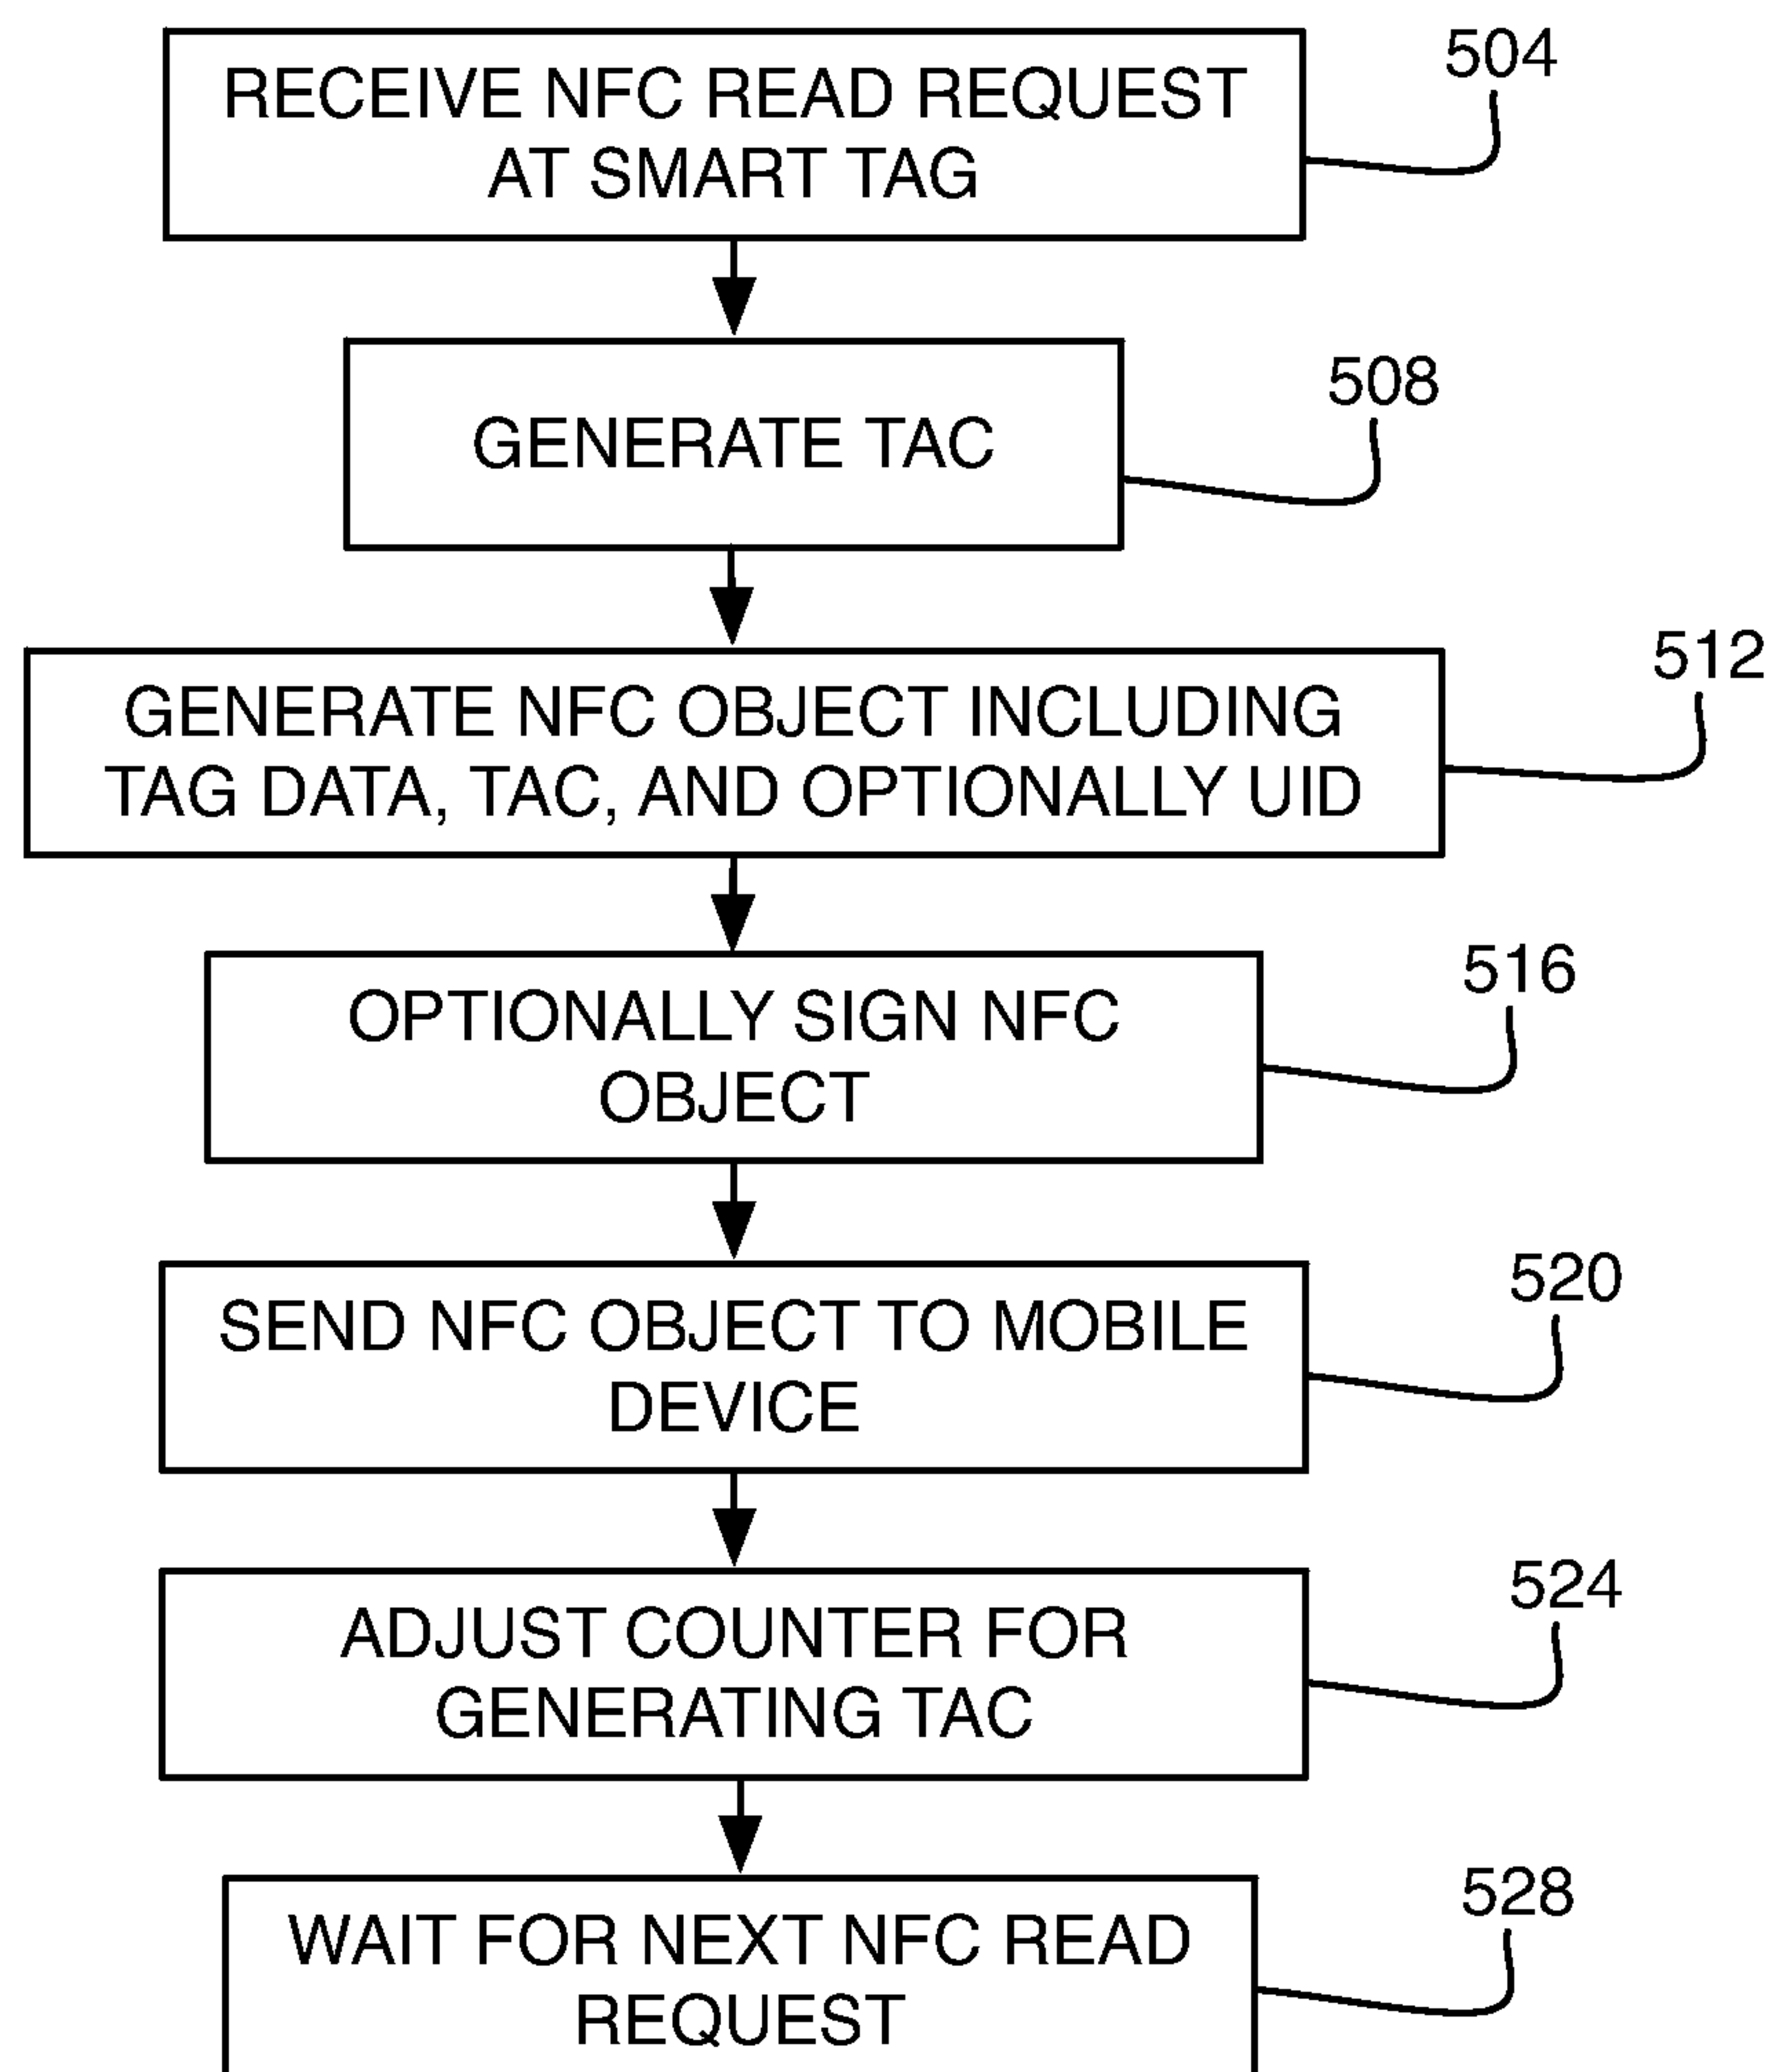 RECEIVE NFC READ REQUEST
AT SMART TAG
504
GENERATE TAC
508
GENERATE NFC OBJECT INCLUDING
TAG DATA, TAC, AND OPTIONALLY UID
512
OPTIONALLY SIGN NFC
OBJECT
516
SEND NFC OBJECT TO MOBILE
DEVICE
520
ADJUST COUNTER FOR
GENERATING TAC
524
WAIT FOR NEXT NFC READ
REQUEST
528